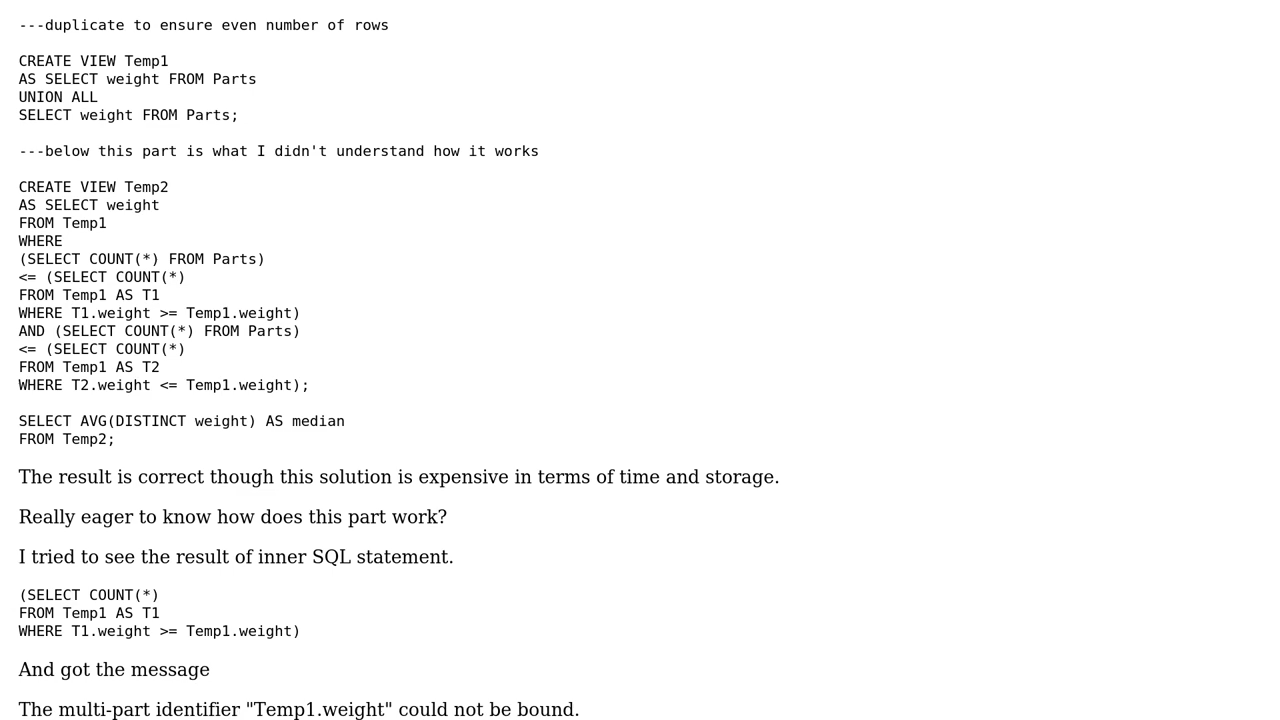 ---duplicate to ensure even number of rows
CREATE VIEW Temp1
AS SELECT weight FROM Parts
UNION ALL
SELECT weight FROM Parts;
---below this part is what I didn't understand how it works
CREATE VIEW Temp2
AS SELECT weight
FROM Temp1
WHERE
(SELECT COUNT(*) FROM Parts)
<= (SELECT COUNT(*)
FROM Temp1 AS T1
WHERE T1.weight >= Temp1.weight)
AND (SELECT COUNT(*) FROM Parts)
<= (SELECT COUNT(*)
FROM Temp1 AS T2
WHERE T2.weight <= Temp1.weight);
SELECT AVG(DISTINCT weight) AS median
FROM Temp2;
The result is correct though this solution is expensive in terms of time and storage.
Really eager to know how does this part work?
I tried to see the result of inner SQL statement.
(SELECT COUNT(*)
FROM Temp1 AS T1
WHERE T1.weight >= Temp1.weight)
And got the message
The multi-part identifier "Temp1.weight" could not be bound.